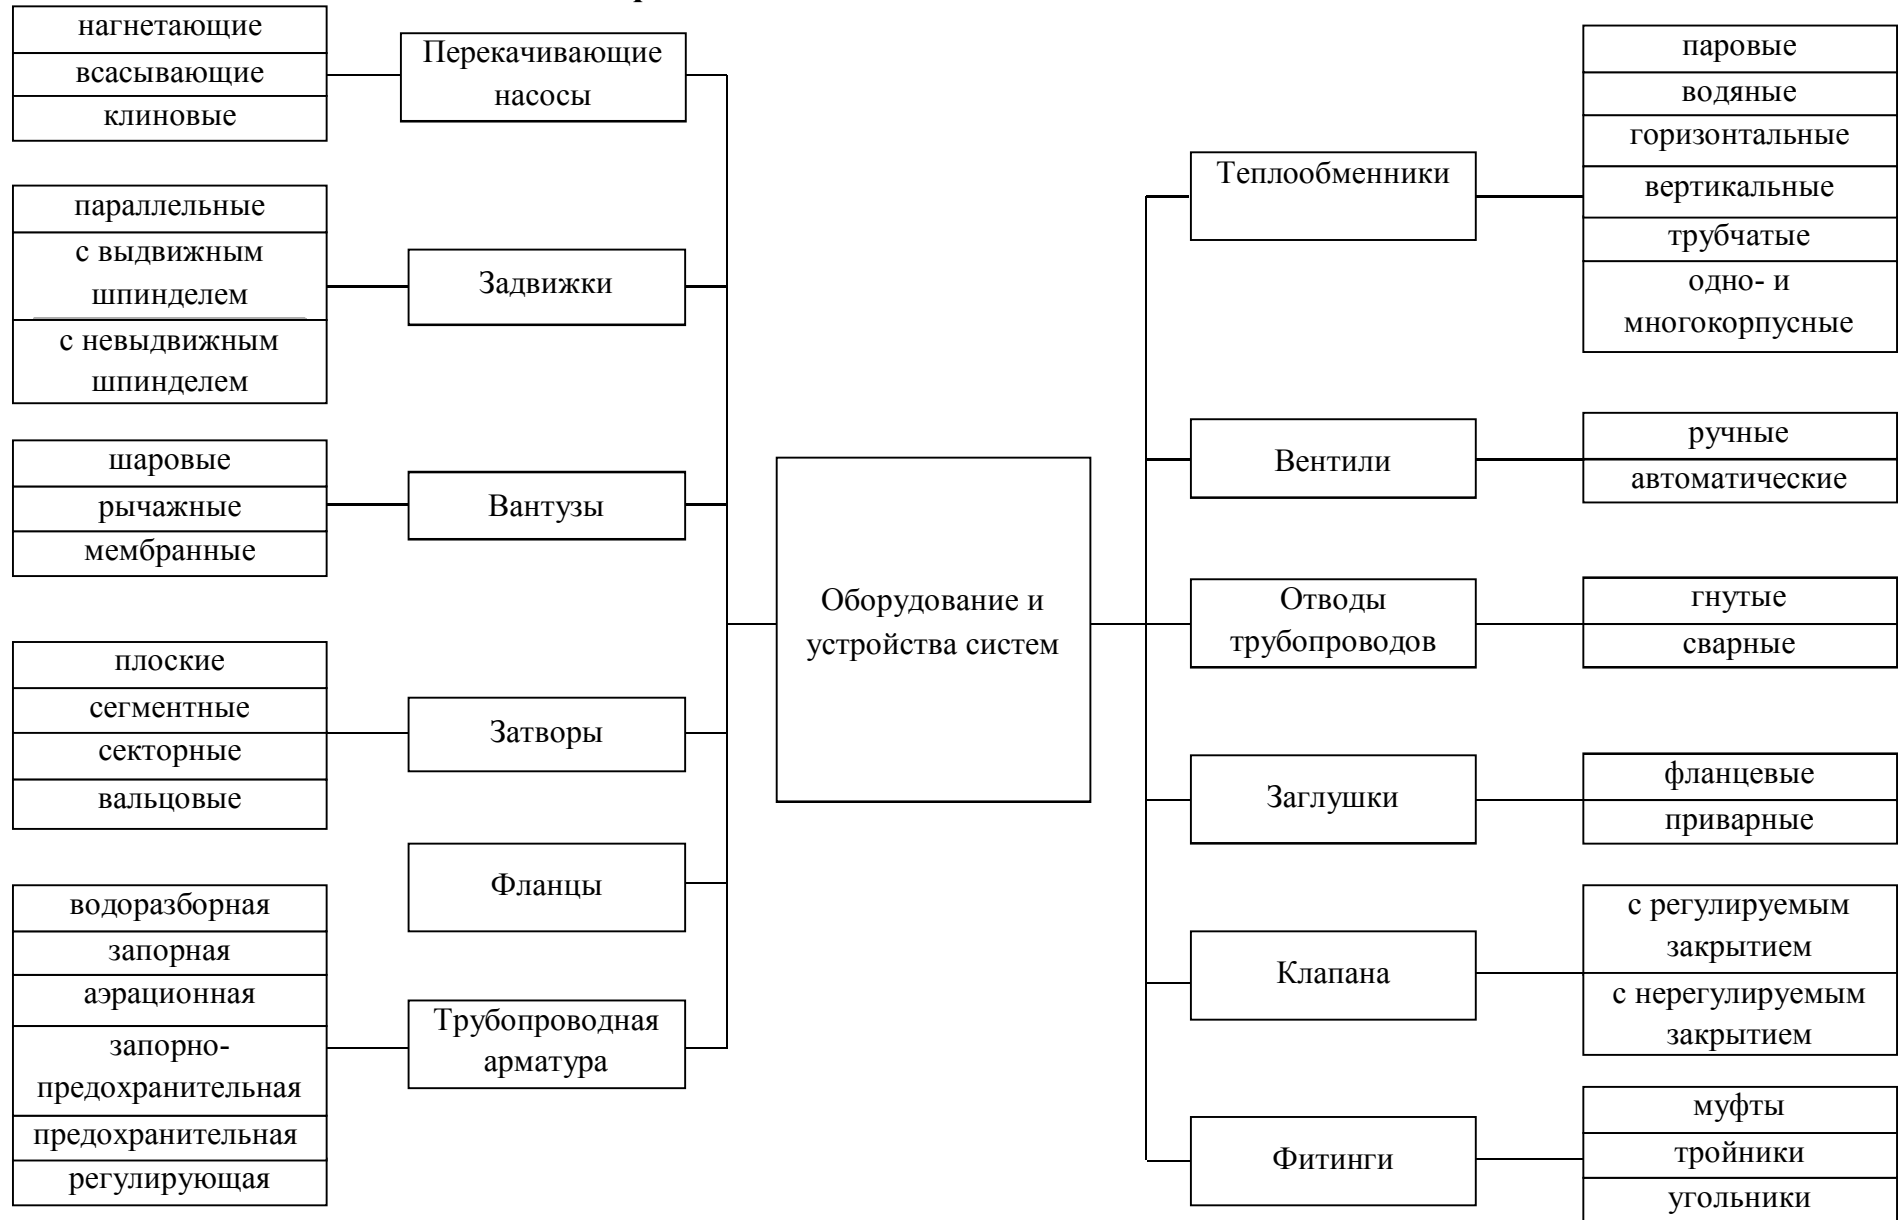 нагнетающие
всасывающие
клиновые
Перекачивающие
насосы
параллельные
с выдвижным
шпинделем
с невыдвижным
шпинделем
Задвижки
шаровые
рычажные
мембранные
Вантузы
плоские
сегментные
секторные
вальцовые
Затворы
Фланцы
водоразборная
запорная
аэрационная
запорно-
предохранительная
предохранительная
регулирующая
Трубопроводная
арматура
Оборудование и
устройства систем
Теплообменники
паровые
водяные
горизонтальные
вертикальные
трубчатые
одно- и
многокорпусные
Вентили
ручные
автоматические
Отводы
трубопроводов
гнутые
сварные
Заглушки
фланцевые
приварные
Клапана
с регулируемым
закрытием
с нерегулируемым
закрытием
Фитинги
муфты
тройники
угольники